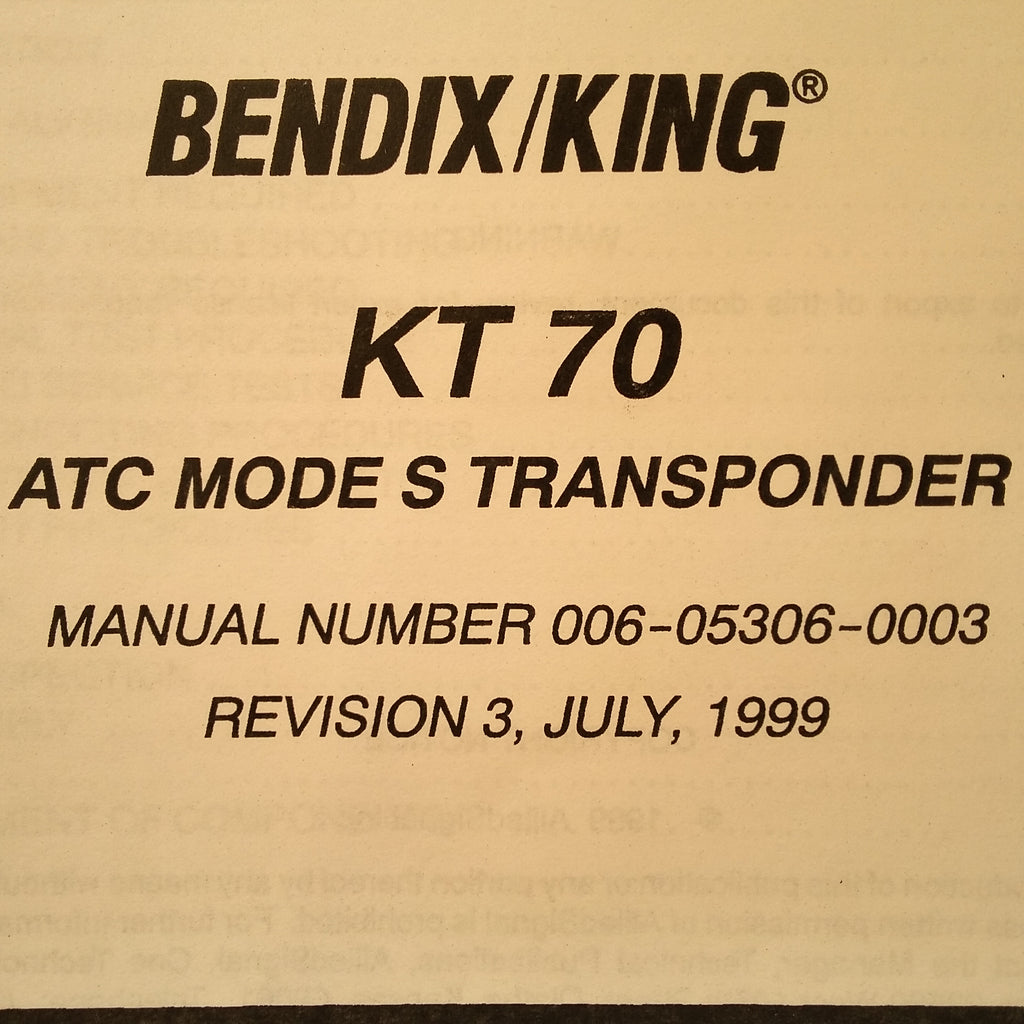 BENDIX/KING®
KT 70
ATC MODE S TRANSPONDER
MANUAL NUMBER 006-05306-0003
REVISION 3, JULY, 1999